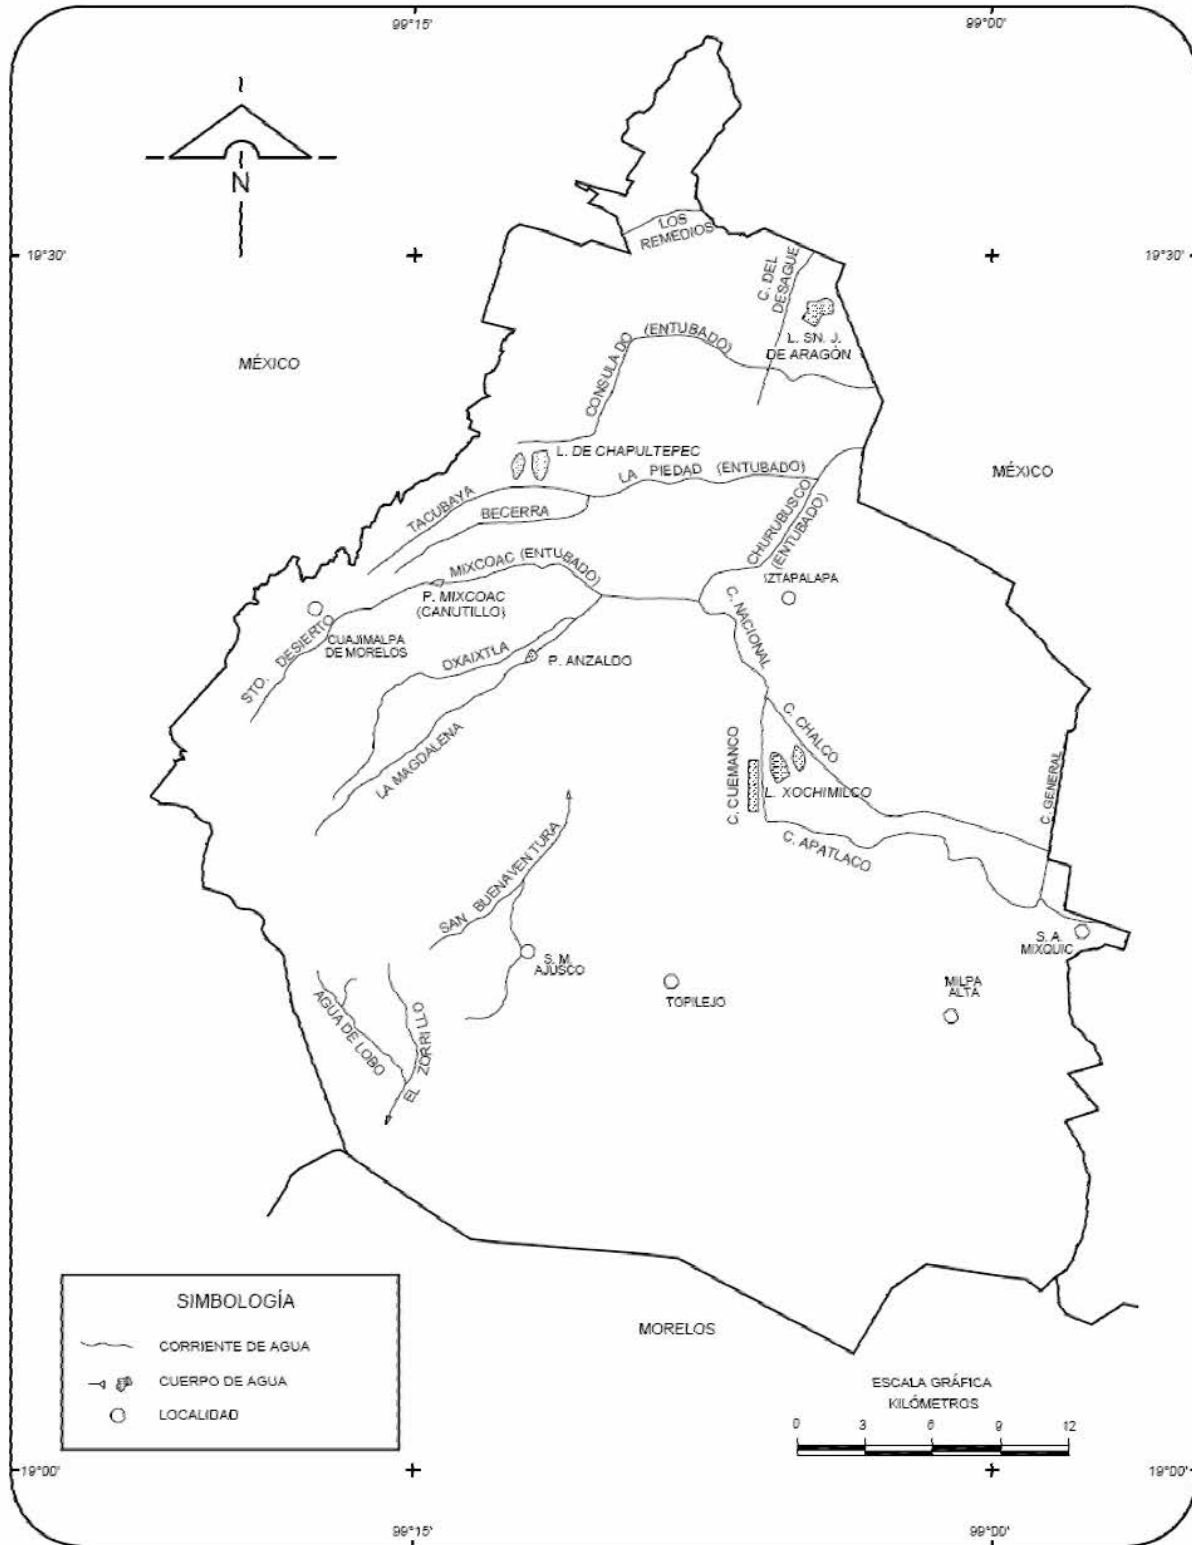 99°15'
99°00'
N
19°30'
19°30'
LOS
REMEDIOS
C. DEL
DESAGUE
L. SN. J.
DE ARAGÓN
MÉXICO
CONSULADO (ENTUBADO)
L. DE CHAPULTEPEC
LA PIEDAD (ENTUBADO)
MÉXICO
TACUBAYA
BECERRA
CHURUBUSCO
(ENTUBADO)
MIXCOAC (ENTUBADO)
IZTAPALAPA
P. MIXCOAC
(CANUTILLO)
C. NACIONAL
STO. DESIERTO
CUAJIMALPA
DE MORELOS
OXAIXTLA
P. ANZALDO
LA MAGDALENA
C. CHALCO
C. CUEMANCO
L. XOCHIMILCO
C. GENERAL
C. APATLACO
SAN BUENAVENTURA
S. M.
AJUSCO
S. A.
MIXQUIC
TOPILEJO
MILPA
ALTA
AGUA DE LOBO
EL ZORRILLO
MORELOS
SIMBOLOGÍA
CORRIENTE DE AGUA
CUERPO DE AGUA
LOCALIDAD
ESCALA GRÁFICA
KILÓMETROS
0 3 6 9 12
19°00'
19°00'
99°15'
99°00'